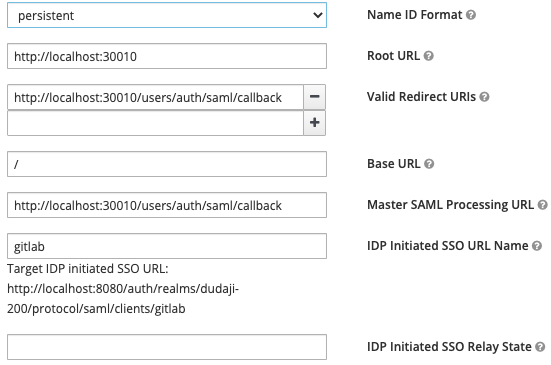 persistent Name ID Format
http://localhost:30010 Root URL
http://localhost:30010/users/auth/saml/callback Valid Redirect URIs
/ Base URL
http://localhost:30010/users/auth/saml/callback Master SAML Processing URL
gitlab IDP Initiated SSO URL Name
Target IDP initiated SSO URL:
http://localhost:8080/auth/realms/dudaji-
200/protocol/saml/clients/gitlab
IDP Initiated SSO Relay State